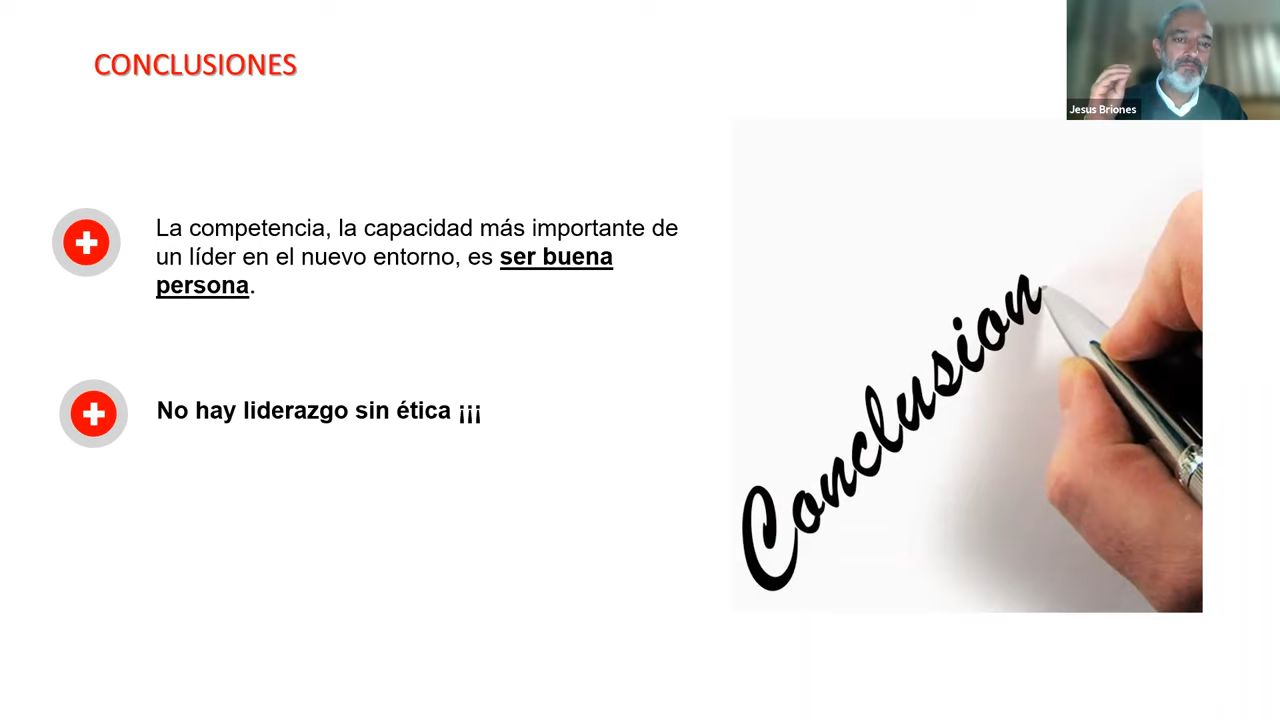 CONCLUSIONES
Jesus Briones
La competencia, la capacidad más importante de
un líder en el nuevo entorno, es ser buena
persona.
No hay liderazgo sin ética ¡¡¡
Conclusion